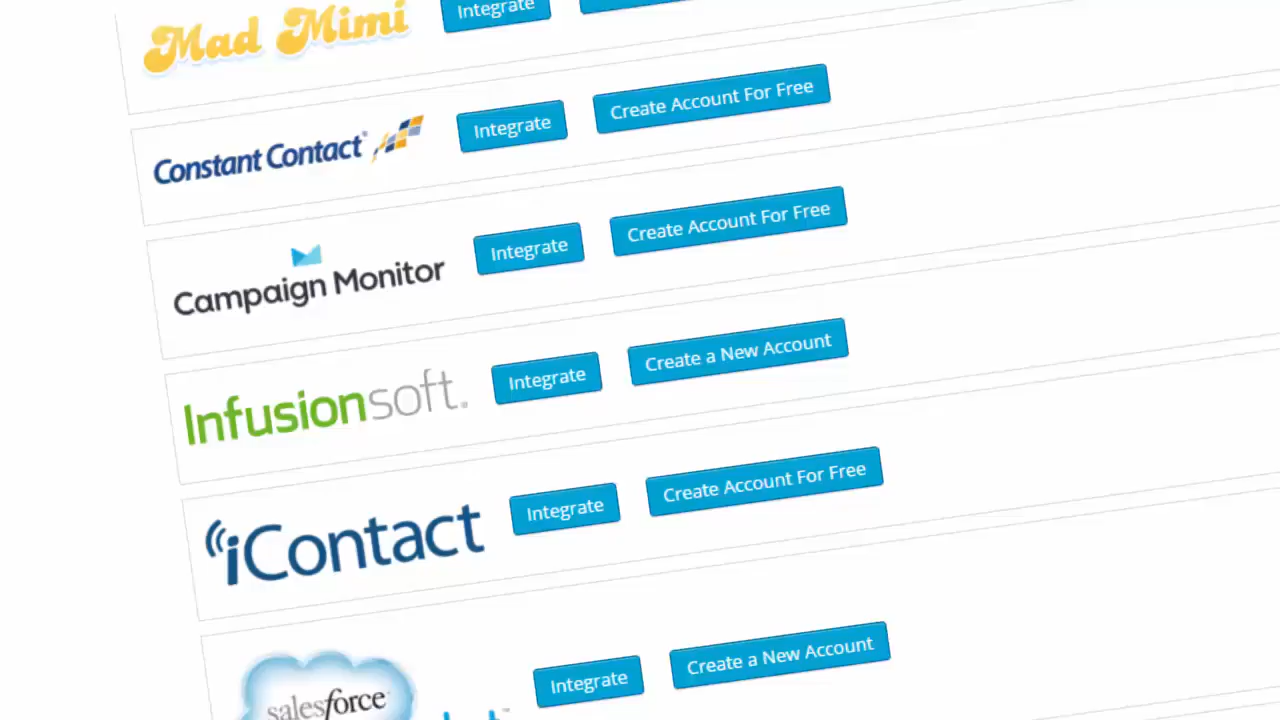 Mad Mimi
Integrate
Constant Contact®
Integrate
Create Account For Free
Campaign Monitor
Integrate
Create Account For Free
Infusionsoft.
Integrate
Create a New Account
iContact
Integrate
Create Account For Free
salesforce
Integrate
Create a New Account